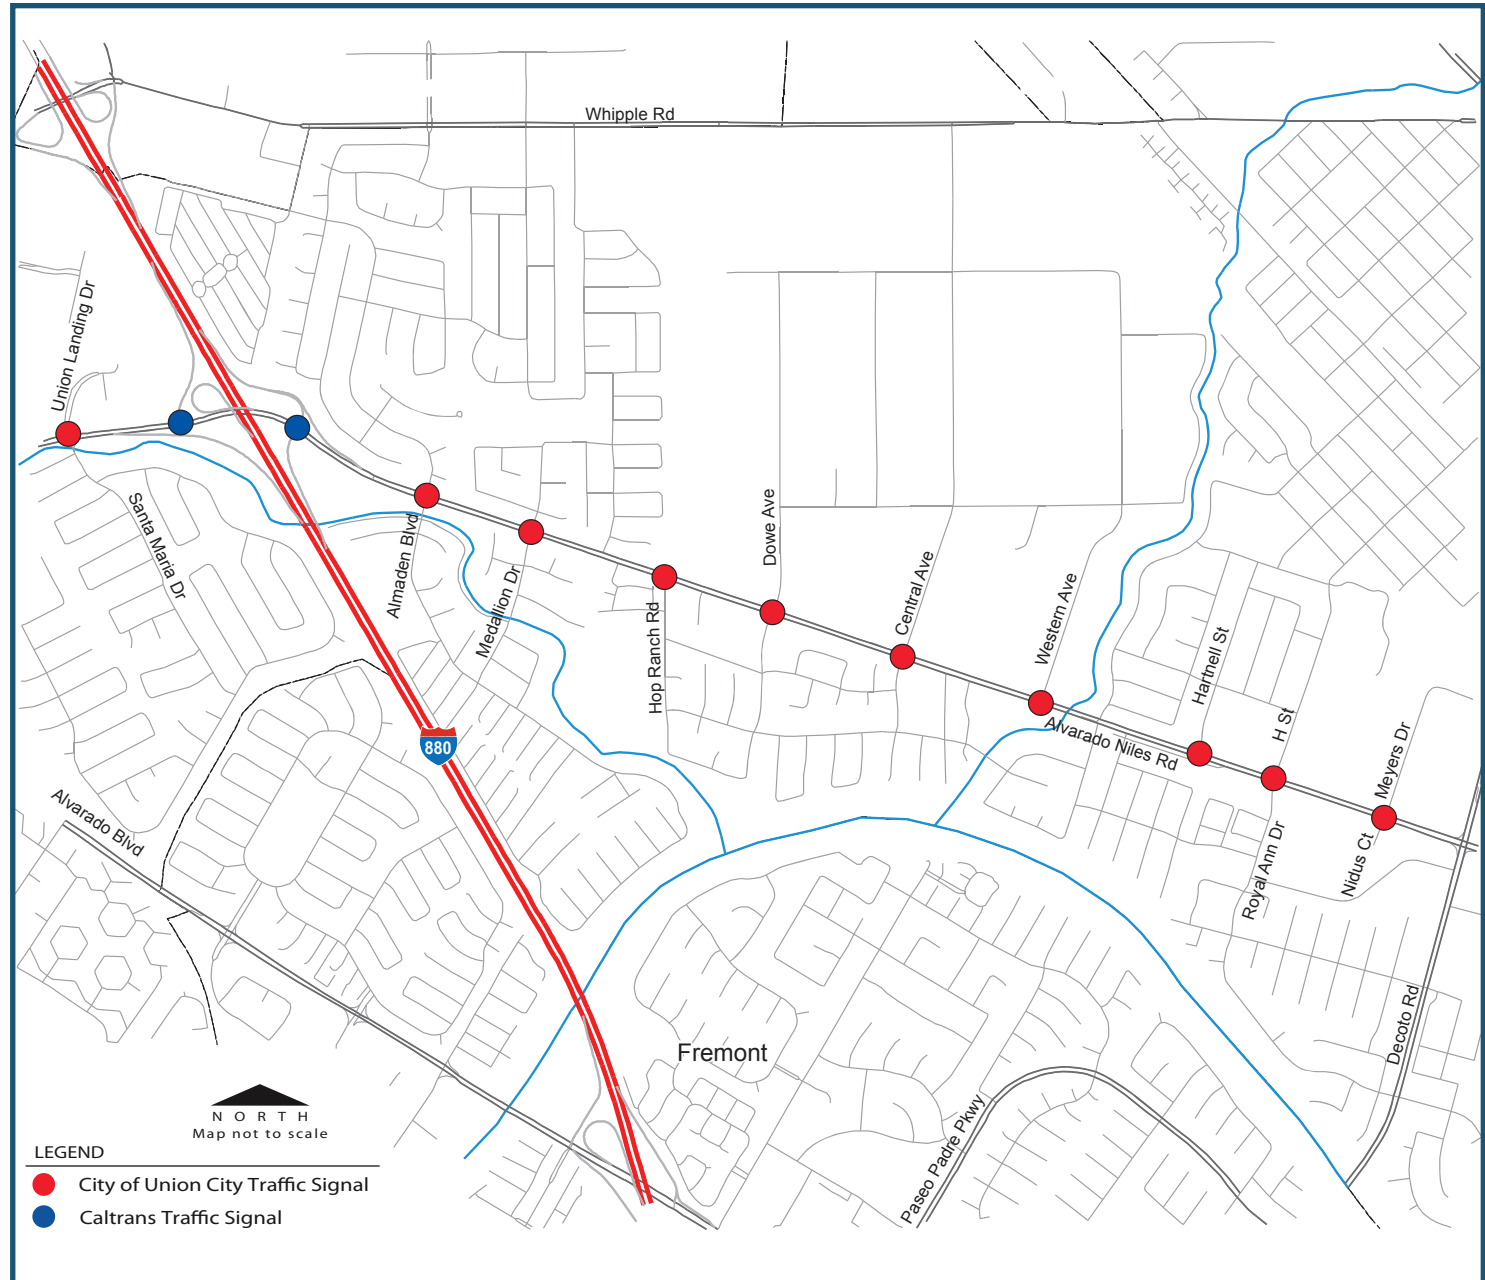 Whipple Rd
Union Landing Dr
Santa Maria Dr
Almaden Blvd
Medallion Dr
Hop Ranch Rd
Dowe Ave
Central Ave
Western Ave
Hartnell St
H St
Meyers Dr
Alvarado Niles Rd
880
Alvarado Blvd
Royal Ann Dr
Nidus Ct
Decoto Rd
Fremont
Paseo Padre Pkwy
NORTH
Map not to scale
LEGEND
City of Union City Traffic Signal
Caltrans Traffic Signal